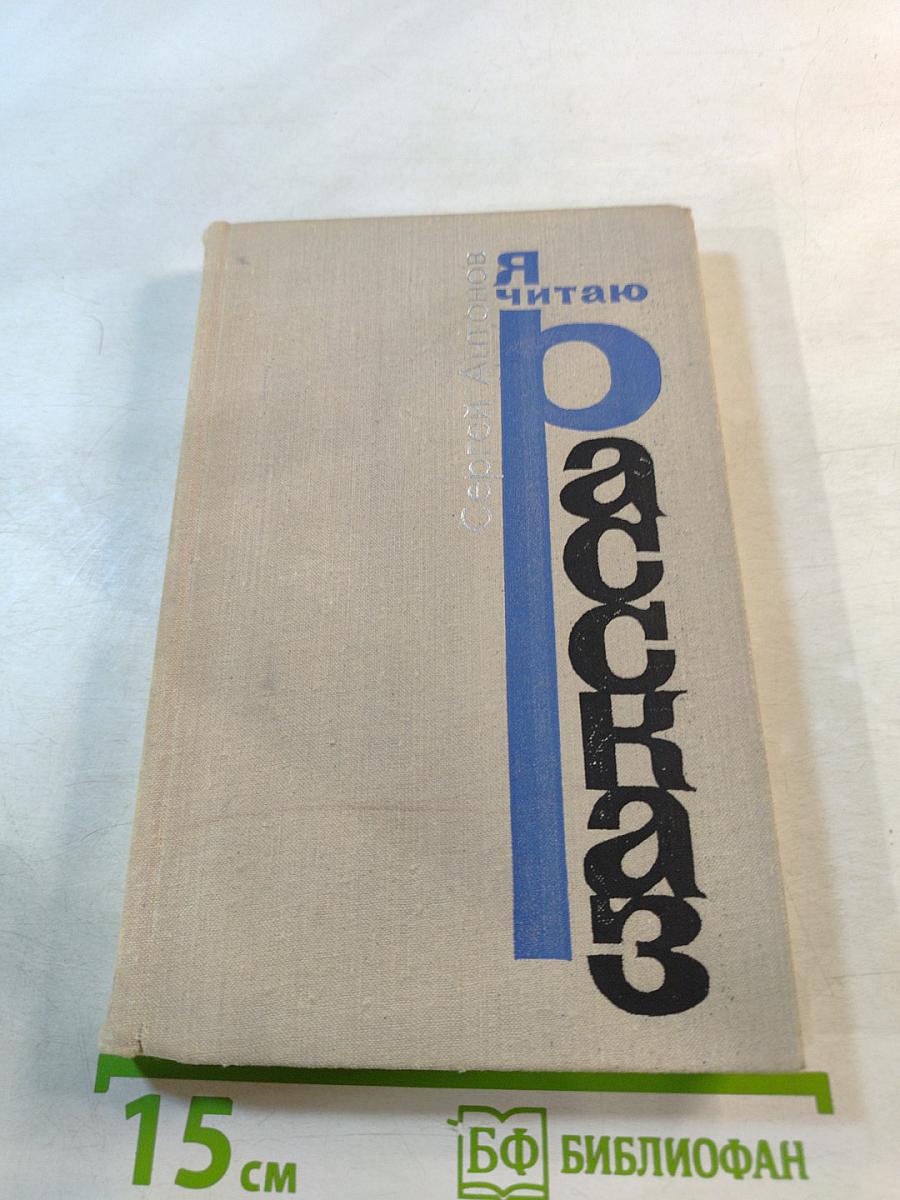 Сергей Антонов
Я
читаю
рассказ
15 см
БФ БИБЛИОФАН